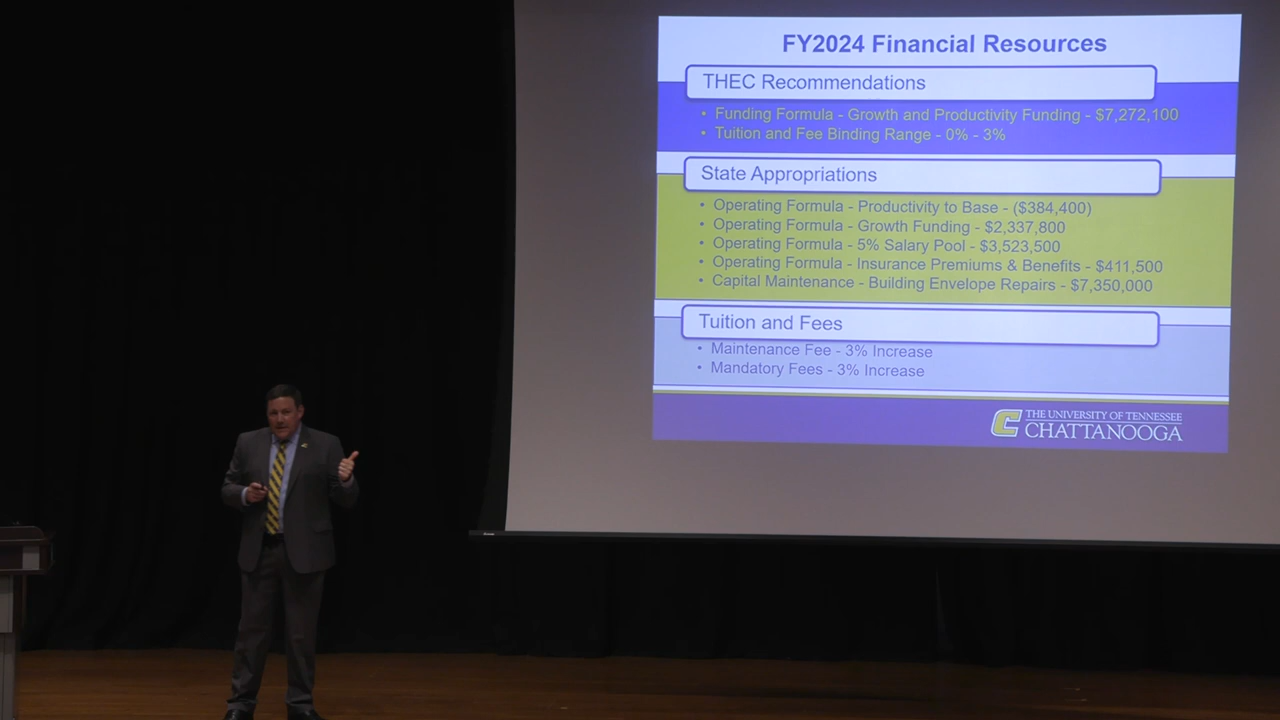 FY2024 Financial Resources
THEC Recommendations
• Funding Formula - Growth and Productivity Funding - $7,272,100
• Tuition and Fee Binding Range - 0% - 3%
State Appropriations
• Operating Formula - Productivity to Base - ($384,400)
• Operating Formula - Growth Funding - $2,337,800
• Operating Formula - 5% Salary Pool - $3,523,500
• Operating Formula - Insurance Premiums & Benefits - $411,500
• Capital Maintenance - Building Envelope Repairs - $7,350,000
Tuition and Fees
• Maintenance Fee - 3% Increase
• Mandatory Fees - 3% Increase
C THE UNIVERSITY OF TENNESSEE
CHATTANOOGA